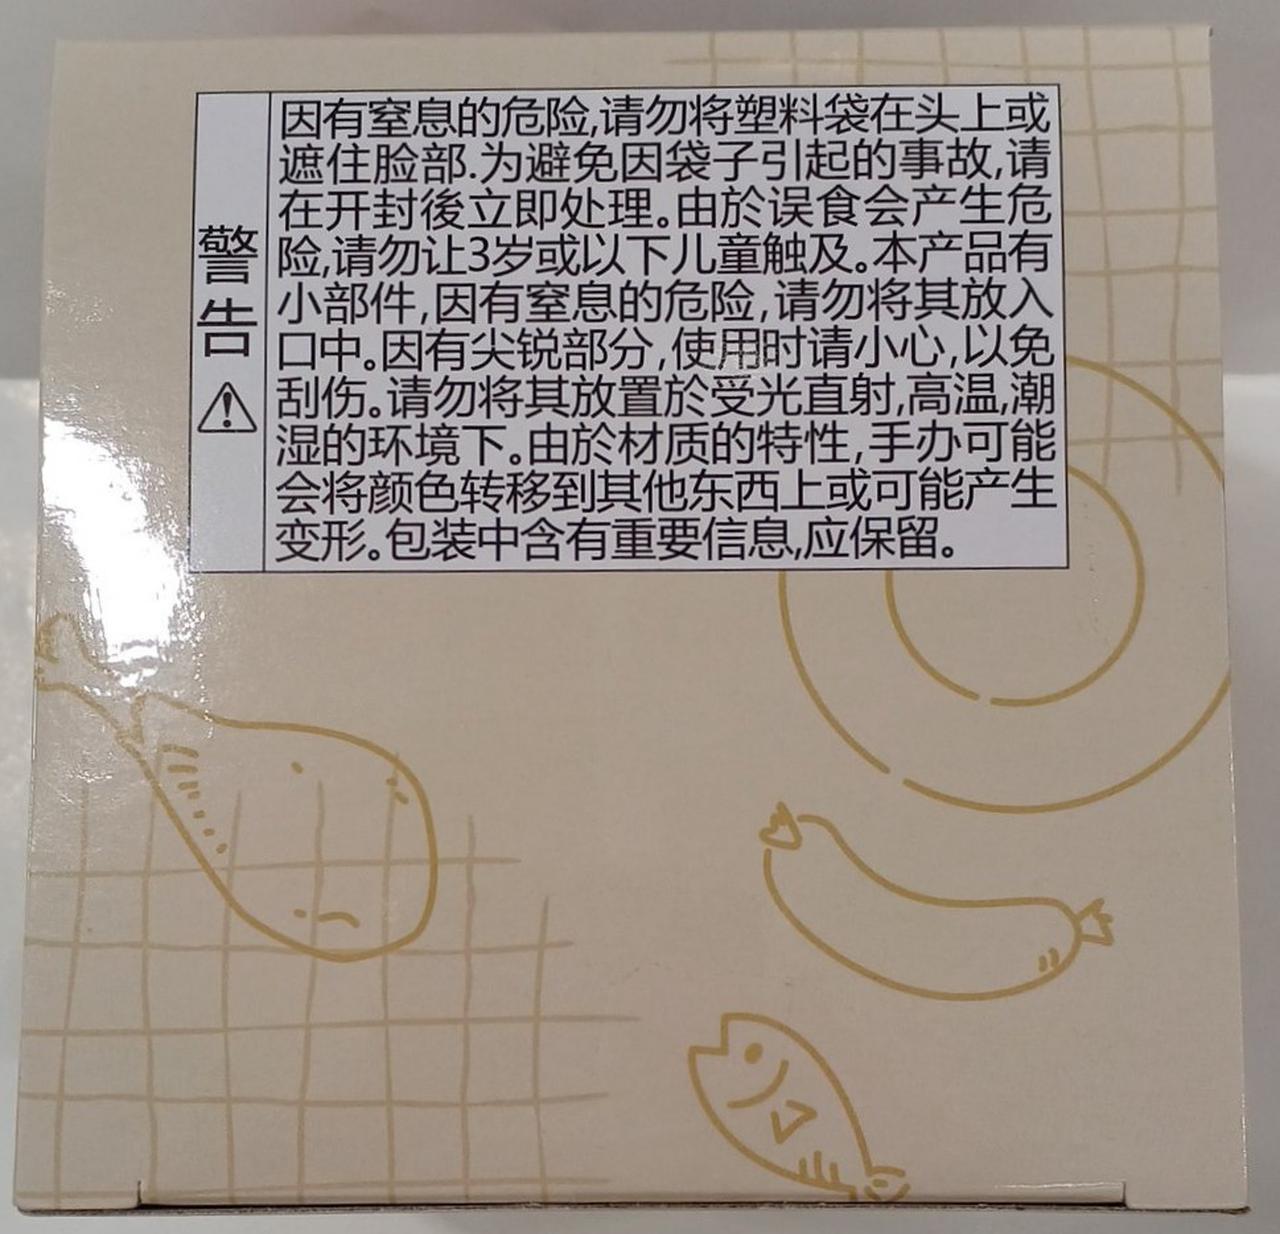 警告
因有窒息的危险,请勿将塑料袋在头上或
遮住脸部.为避免因袋子引起的事故,请
在开封後立即处理。由於误食会产生危
险,请勿让3岁或以下儿童触及。本产品有
小部件,因有窒息的危险,请勿将其放入
口中。因有尖锐部分,使用时请小心,以免
刮伤。请勿将其放置於受光直射,高温,潮
湿的环境下。由於材质的特性,手办可能
会将颜色转移到其他东西上或可能产生
变形。包装中含有重要信息,应保留。